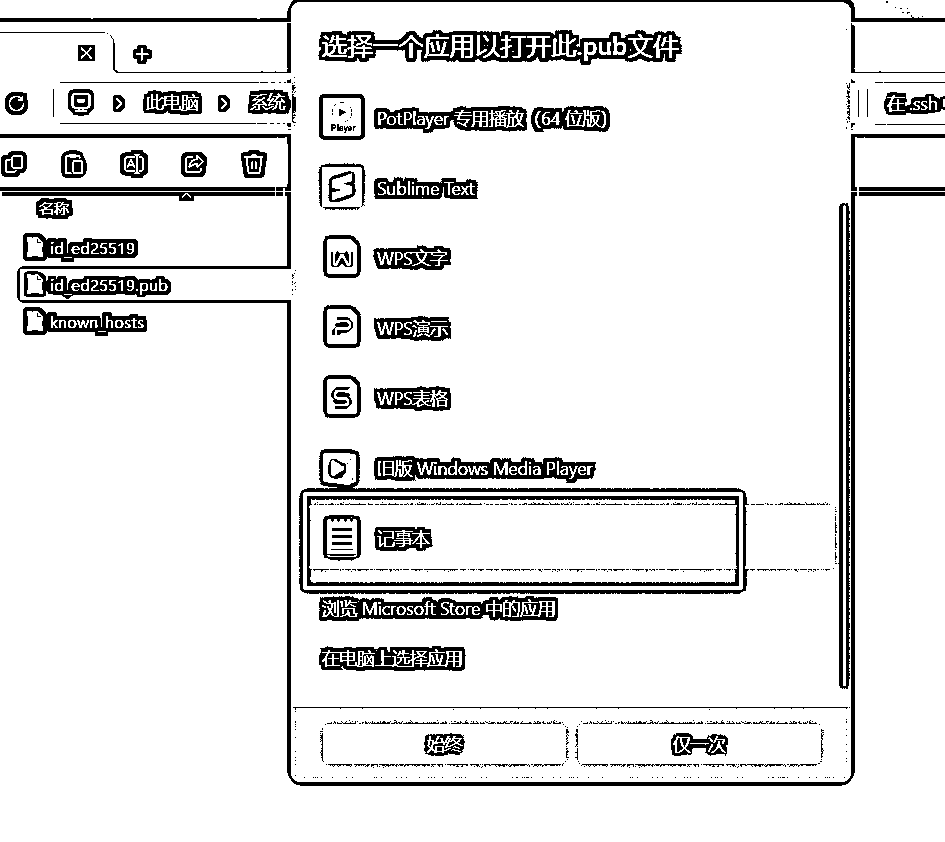 此电脑 系统
在 .ssh
名称
id_ed25519
id_ed25519.pub
known_hosts
选择一个应用以打开此.pub文件
Player
PotPlayer 专用播放 (64 位版)
Sublime Text
WPS文字
WPS演示
WPS表格
旧版 Windows Media Player
记事本
浏览 Microsoft Store 中的应用
在电脑上选择应用
始终
仅一次